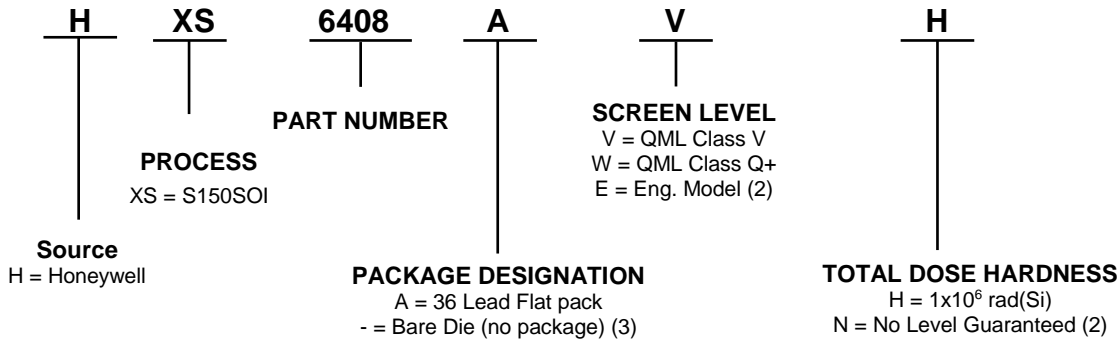 H XS 6408 A V H
PART NUMBER
SCREEN LEVEL
V = QML Class V
W = QML Class Q+
E = Eng. Model (2)
PROCESS
XS = S150SOI
Source
H = Honeywell
PACKAGE DESIGNATION
A = 36 Lead Flat pack
- = Bare Die (no package) (3)
TOTAL DOSE HARDNESS
H = 1x10⁶ rad(Si)
N = No Level Guaranteed (2)